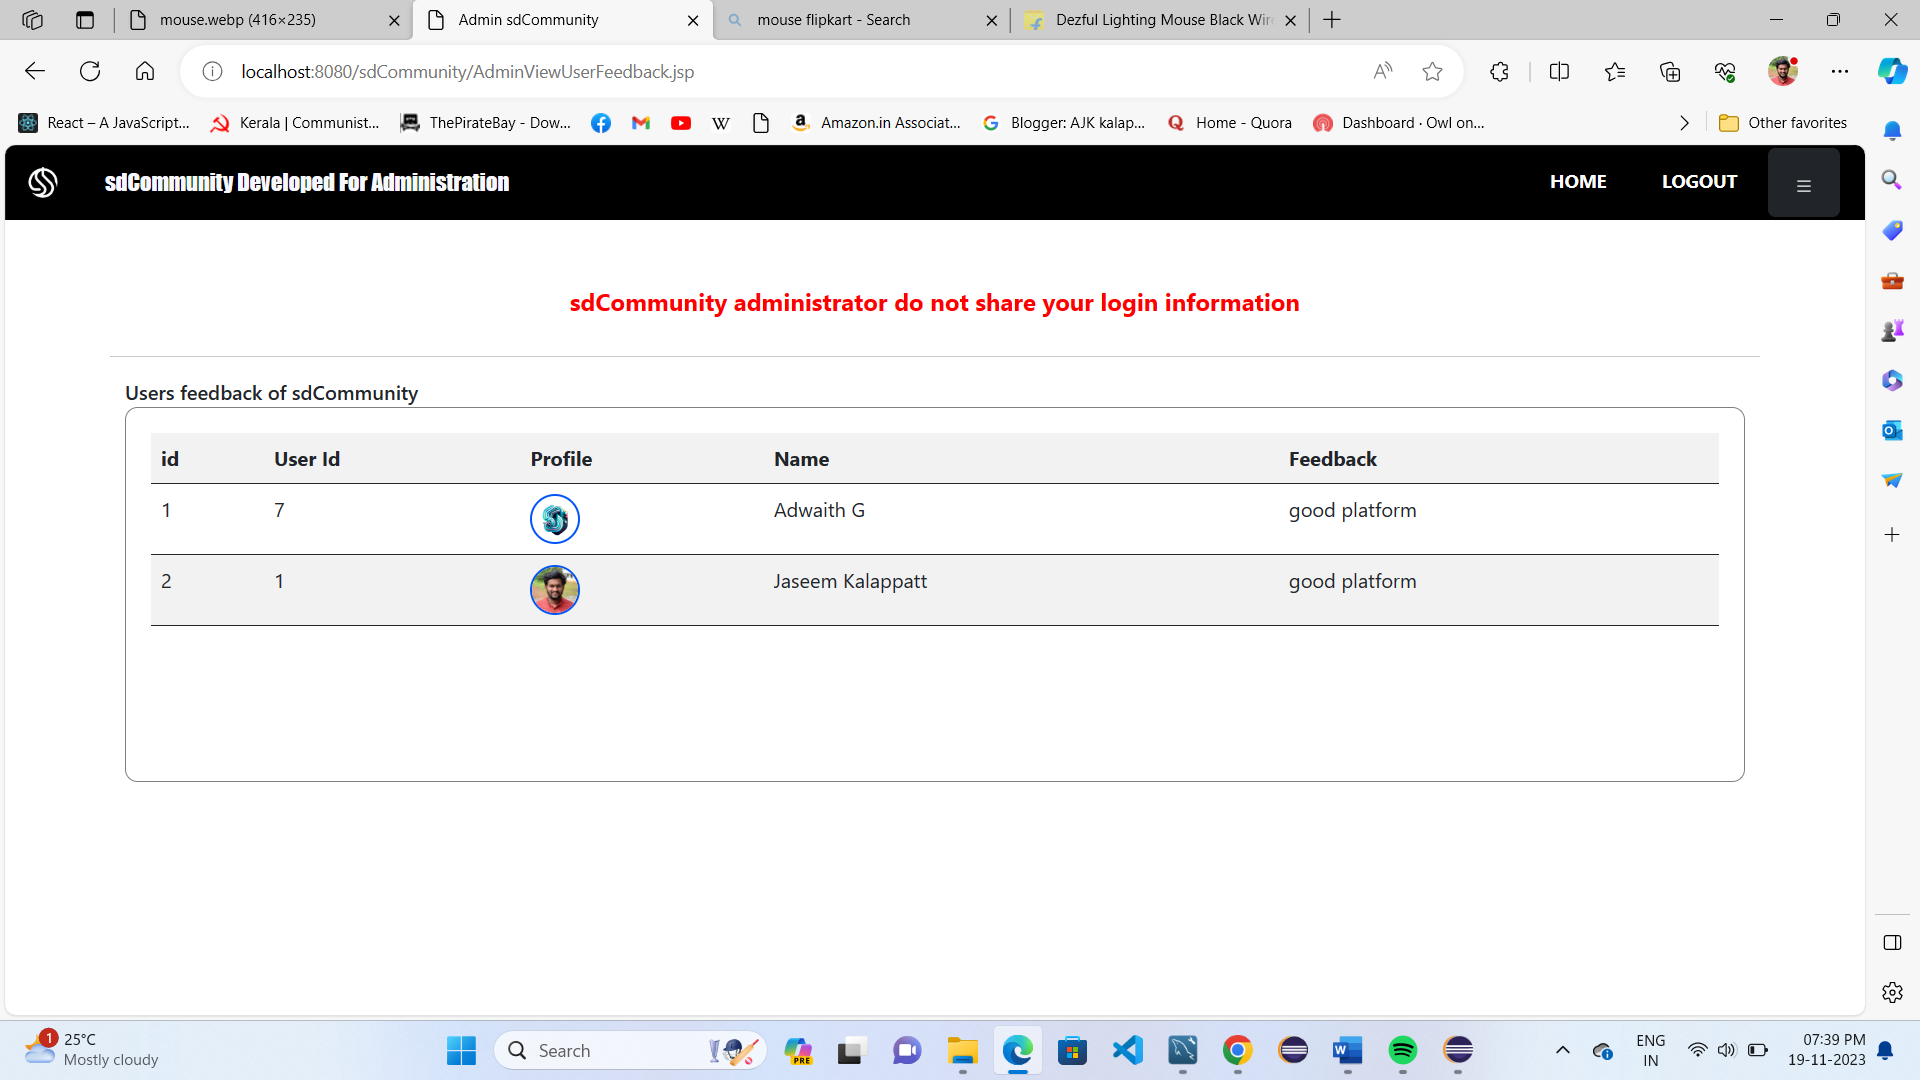 mouse.webp (416×235)
Admin sdCommunity
mouse flipkart - Search
Dezful Lighting Mouse Black Wir
localhost:8080/sdCommunity/AdminViewUserFeedback.jsp
React – A JavaScript...
Kerala | Communist...
ThePirateBay - Dow...
Amazon.in Associat...
Blogger: AJK kalap...
Home - Quora
Dashboard · Owl on...
Other favorites
sdCommunity Developed For Administration
HOME
LOGOUT
sdCommunity administrator do not share your login information
Users feedback of sdCommunity
id User Id Profile Name Feedback
1 7 Adwaith G good platform
2 1 Jaseem Kalappatt good platform
1
25°C
Mostly cloudy
Search
PRE
ENG
IN
07:39 PM
19-11-2023